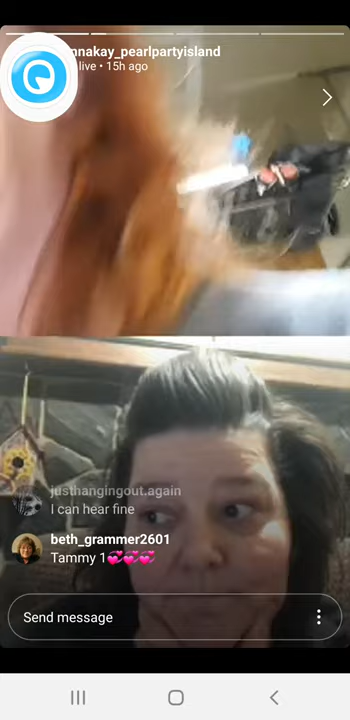 nnakay_pearlpartyisland
live • 15h ago
justhangingout.again
I can hear fine
beth_grammer2601
Tammy 1💞💞💞
Send message